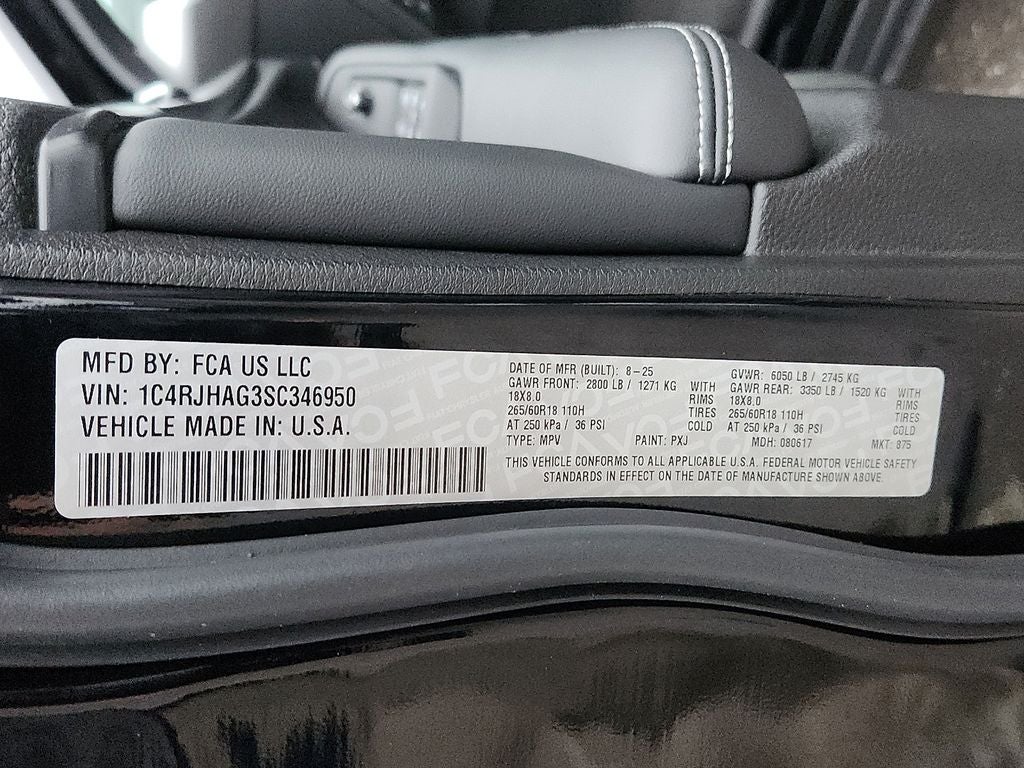 MFD BY: FCA US LLC
VIN: 1C4RJHAG3SC346950
VEHICLE MADE IN: U.S.A.
DATE OF MFR (BUILT): 8-25
GAWR FRONT: 2800 LB / 1271 KG WITH
18X8.0 RIMS
265/60R18 110H TIRES
AT 250 kPa / 36 PSI COLD
TYPE: MPV PAINT: PXJ
GVWR: 6050 LB / 2745 KG
GAWR REAR: 3350 LB / 1520 KG WITH
18X8.0 RIMS
265/60R18 110H TIRES
AT 250 kPa / 36 PSI COLD
MDH: 080617 MKT: 875
THIS VEHICLE CONFORMS TO ALL APPLICABLE U.S.A. FEDERAL MOTOR VEHICLE SAFETY
STANDARDS IN EFFECT ON THE DATE OF MANUFACTURE SHOWN ABOVE.